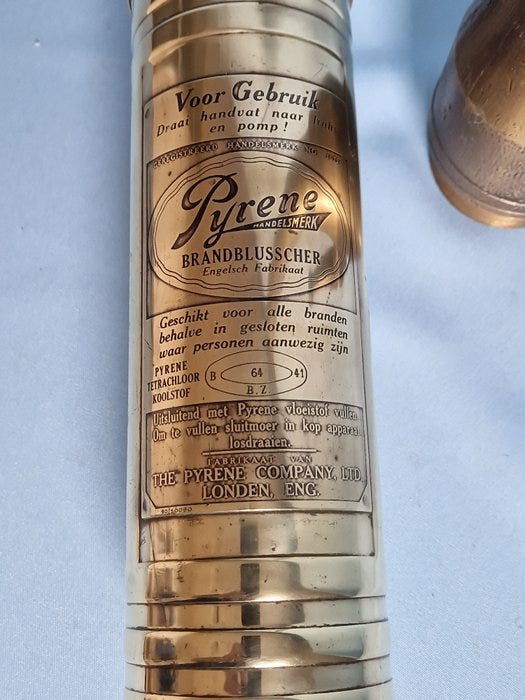 Voor Gebruik
Draai handvat naar links
en pomp!
GEREGISTREERD HANDELSMERK NO.
Pyrene
HANDELSMERK
BRANDBLUSSCHER
Engelsch Fabrikaat
Geschikt voor alle branden
behalve in gesloten ruimten
waar personen aanwezig zijn
PYRENE
TETRACHLOOR
KOOLSTOF
B 64 41
B.Z.
Uitsluitend met Pyrene vloeistof vullen.
Om te vullen sluitmoer in kop apparaat
losdraaien.
FABRIKAAT VAN
THE PYRENE COMPANY, LTD.
LONDEN, ENG.